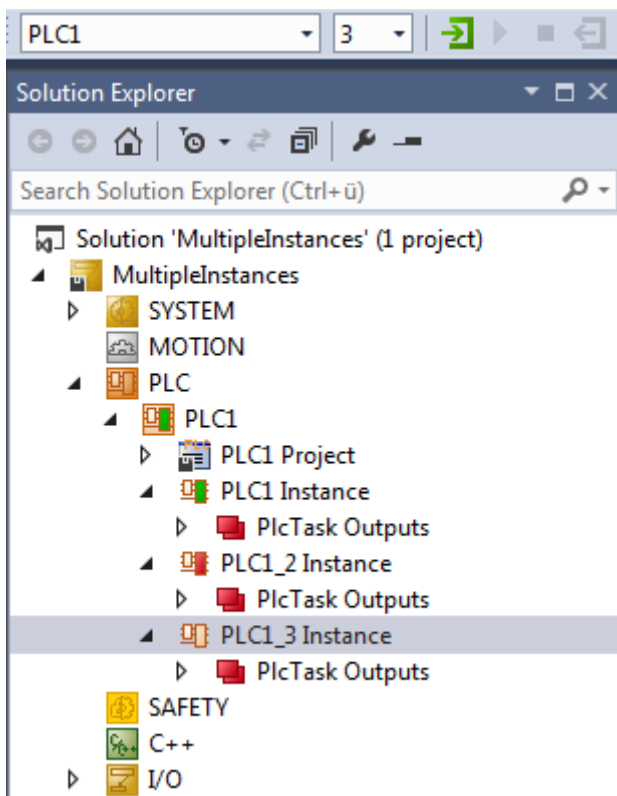 PLC1 3
Solution Explorer
Search Solution Explorer (Ctrl+ü)
Solution 'MultipleInstances' (1 project)
MultipleInstances
SYSTEM
MOTION
PLC
PLC1
PLC1 Project
PLC1 Instance
PlcTask Outputs
PLC1_2 Instance
PlcTask Outputs
PLC1_3 Instance
PlcTask Outputs
SAFETY
C++
I/O